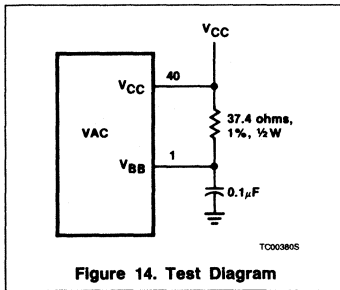 VCC
VCC
40
37.4 ohms,
1%, ½W
VAC
VBB
1
0.1µF
TC00380S
Figure 14. Test Diagram